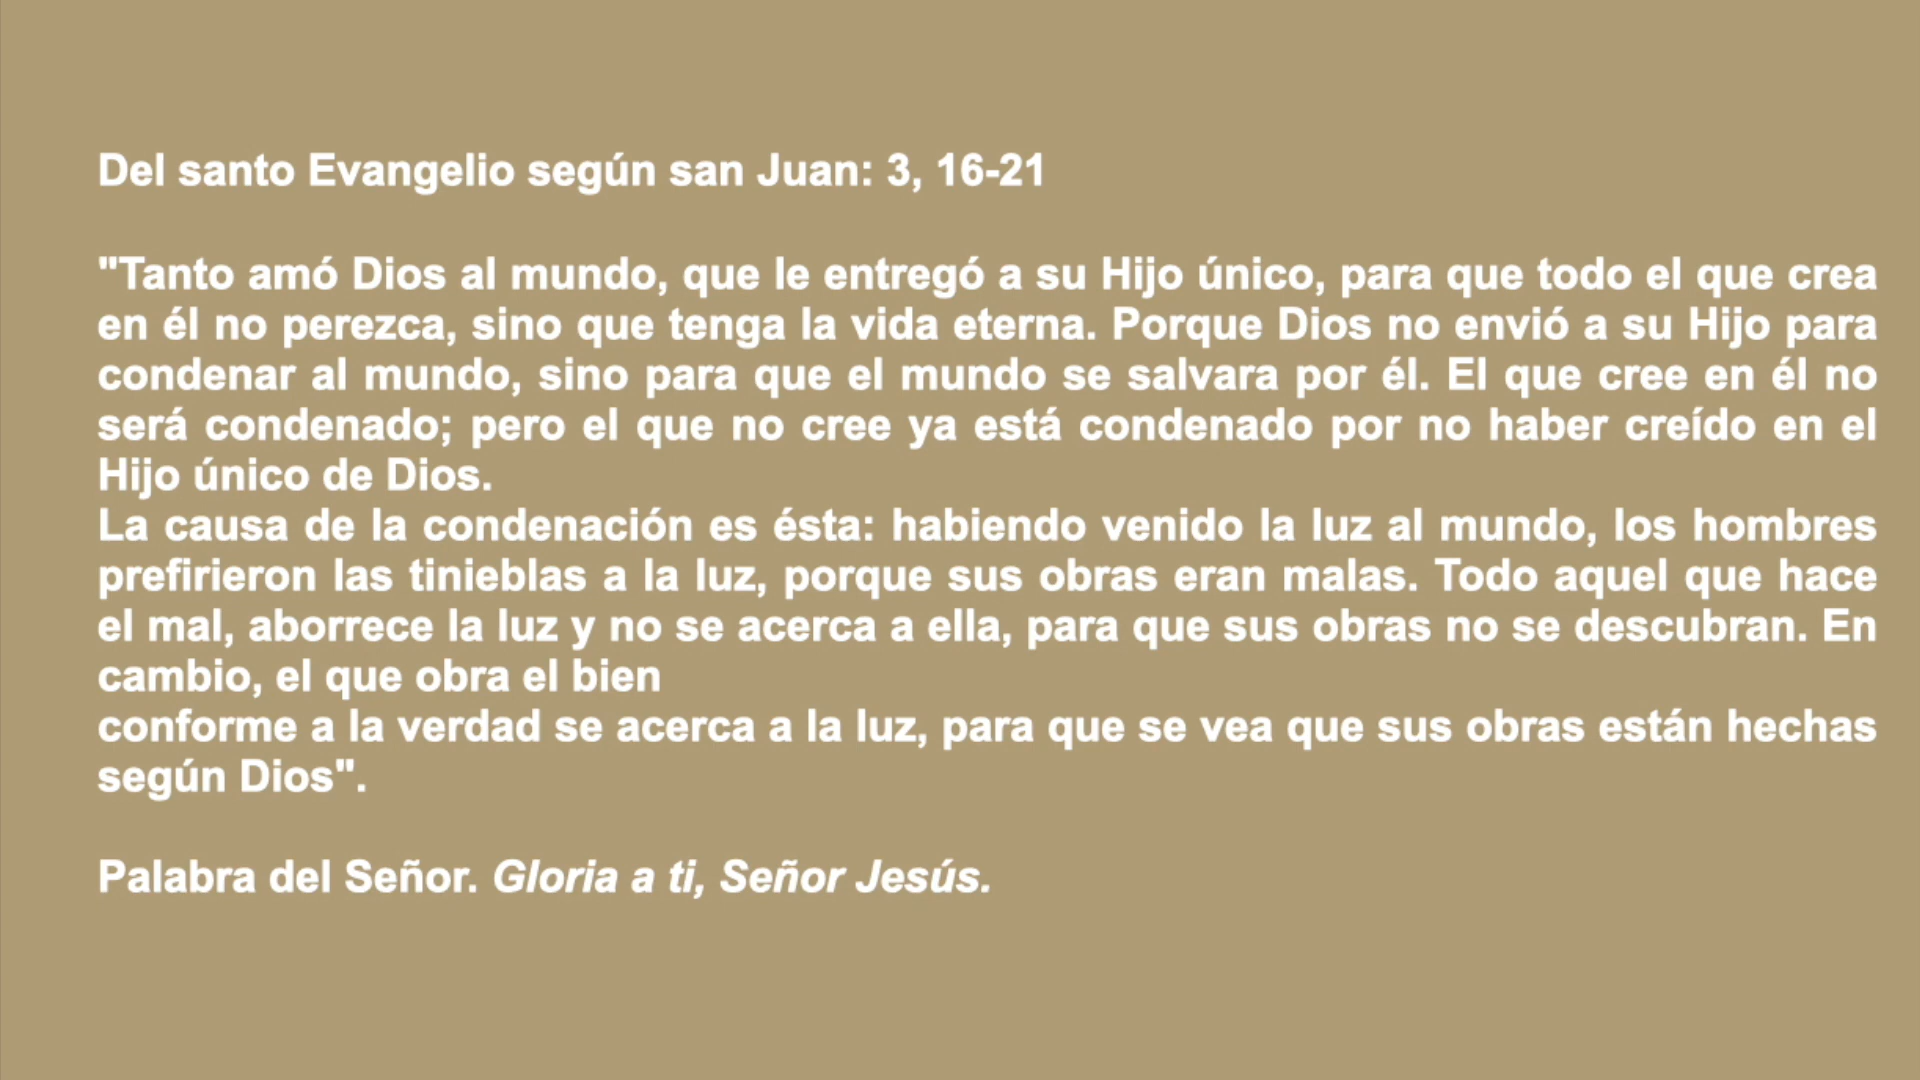 Del santo Evangelio según san Juan: 3, 16-21
"Tanto amó Dios al mundo, que le entregó a su Hijo único, para que todo el que crea
en él no perezca, sino que tenga la vida eterna. Porque Dios no envió a su Hijo para
condenar al mundo, sino para que el mundo se salvara por él. El que cree en él no
será condenado; pero el que no cree ya está condenado por no haber creído en el
Hijo único de Dios.
La causa de la condenación es ésta: habiendo venido la luz al mundo, los hombres
prefirieron las tinieblas a la luz, porque sus obras eran malas. Todo aquel que hace
el mal, aborrece la luz y no se acerca a ella, para que sus obras no se descubran. En
cambio, el que obra el bien
conforme a la verdad se acerca a la luz, para que se vea que sus obras están hechas
según Dios".
Palabra del Señor. Gloria a ti, Señor Jesús.